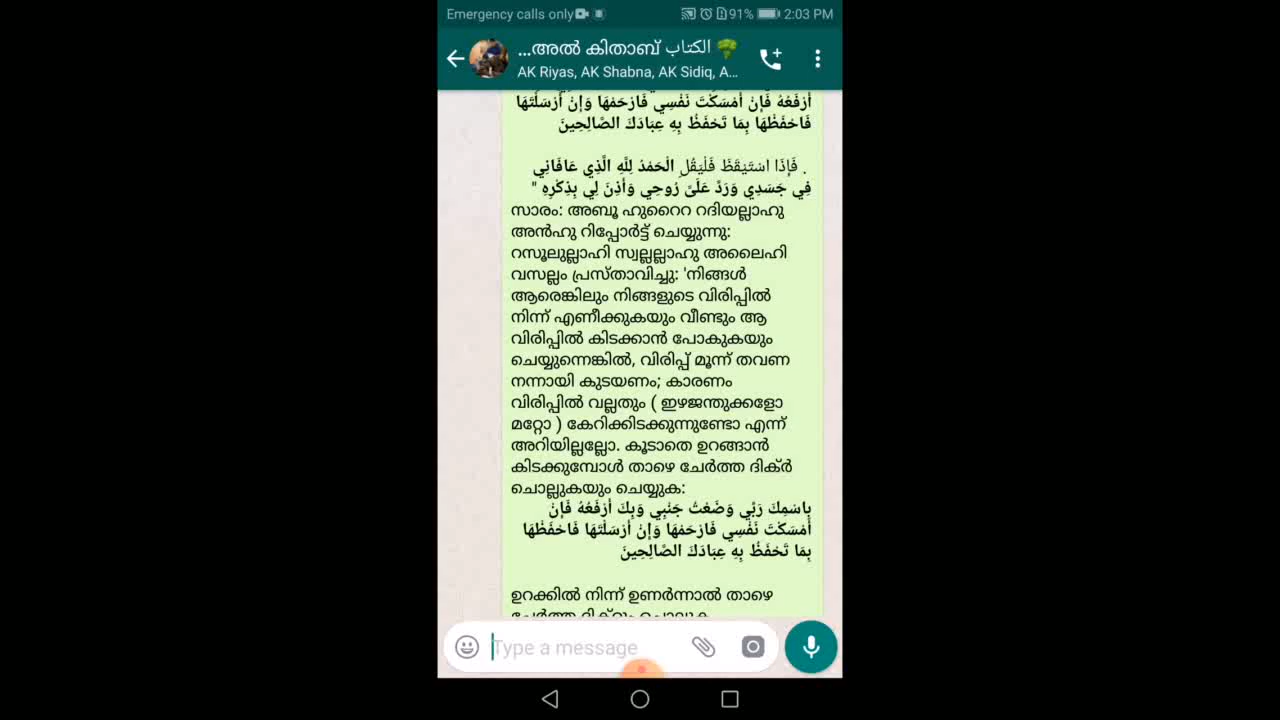 Emergency calls only
91% 2:03 PM
...അൽ കിതാബ് الكتاب
AK Riyas, AK Shabna, AK Sidiq, A...
أَرْفَعُهُ فَإِنْ أَمْسَكْتَ نَفْسِي فَارْحَمْهَا وَإِنْ أَرْسَلْتَهَا
فَاحْفَظْهَا بِمَا تَحْفَظُ بِهِ عِبَادَكَ الصَّالِحِينَ
. فَإِذَا اسْتَيْقَظَ فَلْيَقُلِ الْحَمْدُ لِلَّهِ الَّذِي عَافَانِي
فِي جَسَدِي وَرَدَّ عَلَىَّ رُوحِي وَأَذِنَ لِي بِذِكْرِهِ "
സാരം: അബൂ ഹുറൈറ റദിയല്ലാഹു
അൻഹു റിപ്പോർട്ട് ചെയ്യുന്നു:
റസൂലുല്ലാഹി സ്വല്ലല്ലാഹു അലൈഹി
വസല്ലം പ്രസ്താവിച്ചു: 'നിങ്ങൾ
ആരെങ്കിലും നിങ്ങളുടെ വിരിപ്പിൽ
നിന്ന് എണീക്കുകയും വീണ്ടും ആ
വിരിപ്പിൽ കിടക്കാൻ പോകുകയും
ചെയ്യുന്നെങ്കിൽ, വിരിപ്പ് മൂന്ന് തവണ
നന്നായി കുടയണം; കാരണം
വിരിപ്പിൽ വല്ലതും ( ഇഴജന്തുക്കളോ
മറ്റോ ) കേറിക്കിടക്കുന്നുണ്ടോ എന്ന്
അറിയില്ലല്ലോ. കൂടാതെ ഉറങ്ങാൻ
കിടക്കുമ്പോൾ താഴെ ചേർത്ത ദിക്ർ
ചൊല്ലുകയും ചെയ്യുക:
بِاسْمِكَ رَبِّي وَضَعْتُ جَنْبِي وَبِكَ أَرْفَعُهُ فَإِنْ
أَمْسَكْتَ نَفْسِي فَارْحَمْهَا وَإِنْ أَرْسَلْتَهَا فَاحْفَظْهَا
بِمَا تَحْفَظُ بِهِ عِبَادَكَ الصَّالِحِينَ
ഉറക്കിൽ നിന്ന് ഉണർന്നാൽ താഴെ
ചേർത്ത ദിക്റും ചൊല്ലുക
Type a message